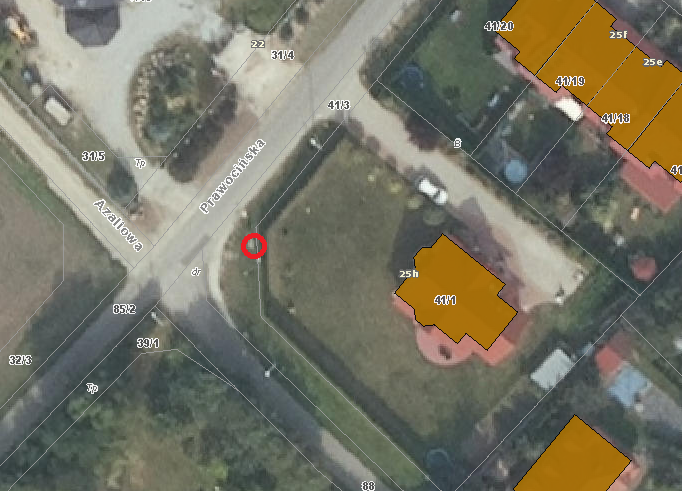 41/20
25f
22
31/4
25e
41/19
41/3
41/18
B
31/5
Tp
41
Prawocińska
Azaliowa
dr
25h
41/1
85/2
39/1
32/3
Tp
88